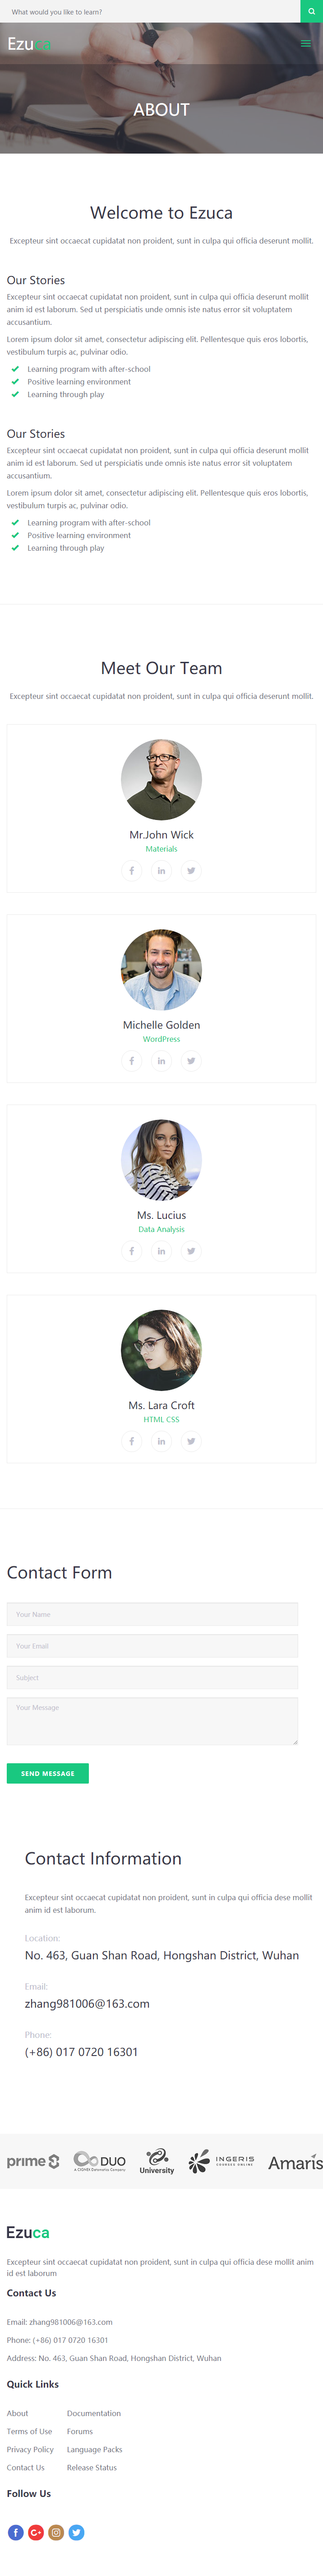 What would you like to learn?
Ezuca
ABOUT
Welcome to Ezuca
Excepteur sint occaecat cupidatat non proident, sunt in culpa qui officia deserunt mollit.
Our Stories
Excepteur sint occaecat cupidatat non proident, sunt in culpa qui officia deserunt mollit
anim id est laborum. Sed ut perspiciatis unde omnis iste natus error sit voluptatem
accusantium.
Lorem ipsum dolor sit amet, consectetur adipiscing elit. Pellentesque quis eros lobortis,
vestibulum turpis ac, pulvinar odio.
Learning program with after-school
Positive learning environment
Learning through play
Our Stories
Excepteur sint occaecat cupidatat non proident, sunt in culpa qui officia deserunt mollit
anim id est laborum. Sed ut perspiciatis unde omnis iste natus error sit voluptatem
accusantium.
Lorem ipsum dolor sit amet, consectetur adipiscing elit. Pellentesque quis eros lobortis,
vestibulum turpis ac, pulvinar odio.
Learning program with after-school
Positive learning environment
Learning through play
Meet Our Team
Excepteur sint occaecat cupidatat non proident, sunt in culpa qui officia deserunt mollit.
Mr.John Wick
Materials
Michelle Golden
WordPress
Ms. Lucius
Data Analysis
Ms. Lara Croft
HTML CSS
Contact Form
Your Name
Your Email
Subject
Your Message
SEND MESSAGE
Contact Information
Excepteur sint occaecat cupidatat non proident, sunt in culpa qui officia dese mollit
anim id est laborum.
Location:
No. 463, Guan Shan Road, Hongshan District, Wuhan
Email:
zhang981006@163.com
Phone:
(+86) 017 0720 16301
prime DUO University INGERIS Amaris
Ezuca
Excepteur sint occaecat cupidatat non proident, sunt in culpa qui officia dese mollit anim
id est laborum
Contact Us
Email: zhang981006@163.com
Phone: (+86) 017 0720 16301
Address: No. 463, Guan Shan Road, Hongshan District, Wuhan
Quick Links
About Documentation
Terms of Use Forums
Privacy Policy Language Packs
Contact Us Release Status
Follow Us